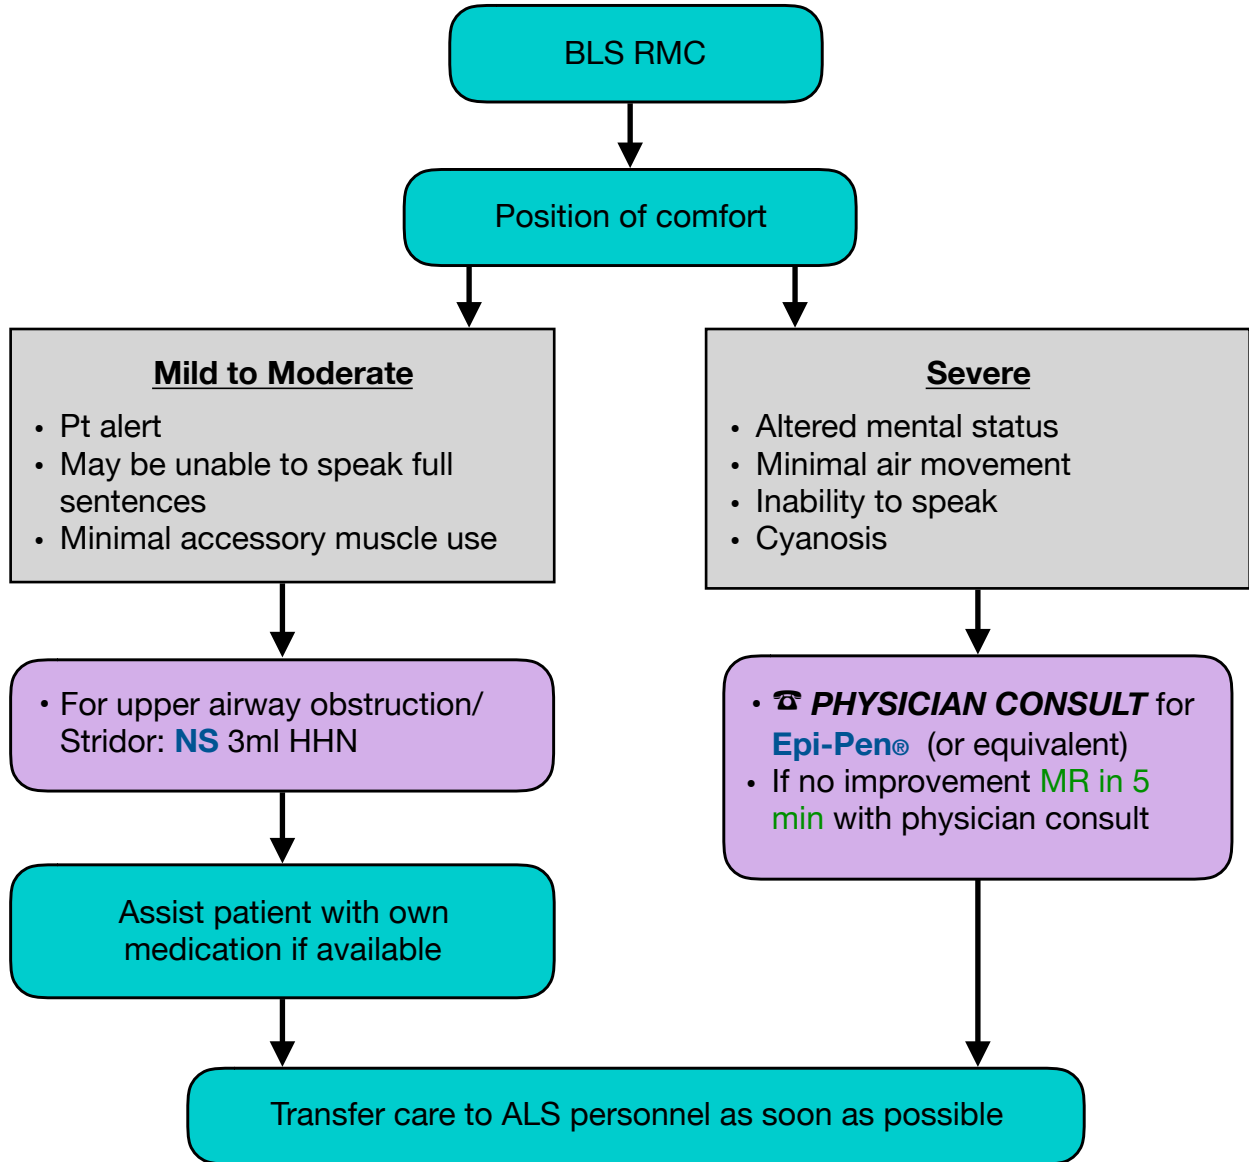 BLS RMC
Position of comfort
Mild to Moderate
• Pt alert
• May be unable to speak full
sentences
• Minimal accessory muscle use
Severe
• Altered mental status
• Minimal air movement
• Inability to speak
• Cyanosis
• For upper airway obstruction/
Stridor: NS 3ml HHN
• ☎ PHYSICIAN CONSULT for
Epi-Pen® (or equivalent)
• If no improvement MR in 5
min with physician consult
Assist patient with own
medication if available
Transfer care to ALS personnel as soon as possible